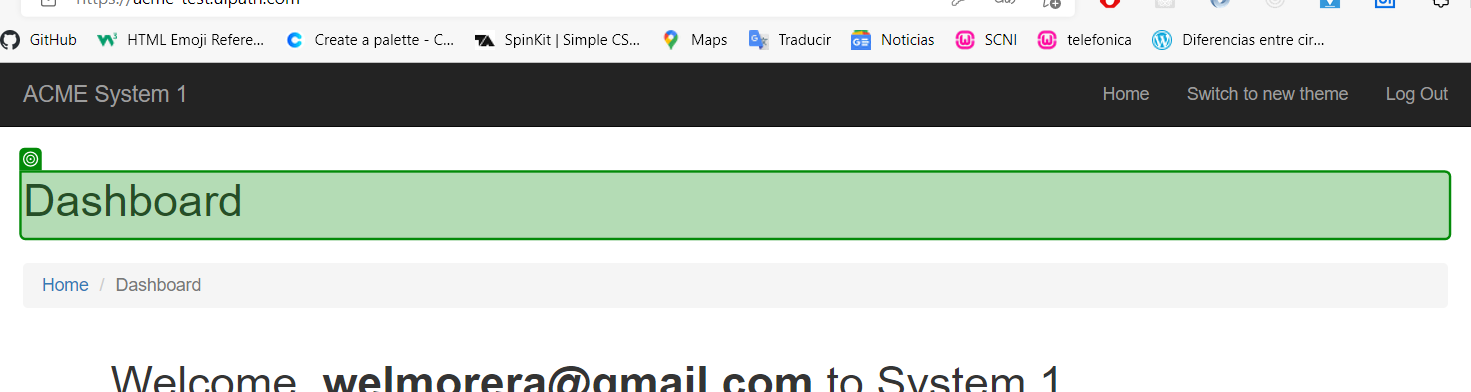 https://acme-test.uipath.com
GitHub HTML Emoji Refere... Create a palette - C... SpinKit | Simple CS... Maps Traducir Noticias SCNI telefonica Diferencias entre cir...
ACME System 1 Home Switch to new theme Log Out
Dashboard
Home / Dashboard
Welcome, welmorera@gmail.com to System 1